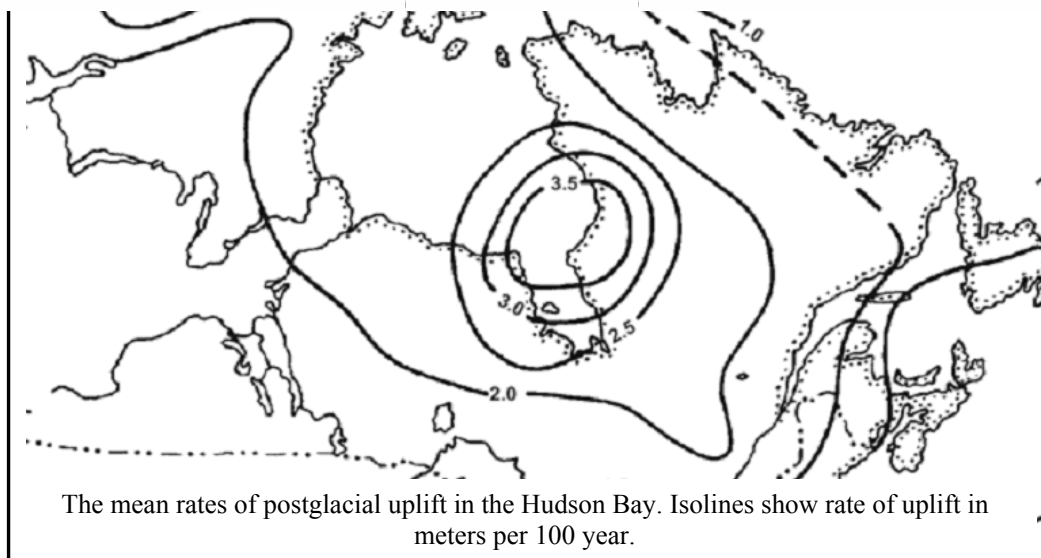 1.0
3.5
3.0
2.5
2.0
The mean rates of postglacial uplift in the Hudson Bay. Isolines show rate of uplift in
meters per 100 year.